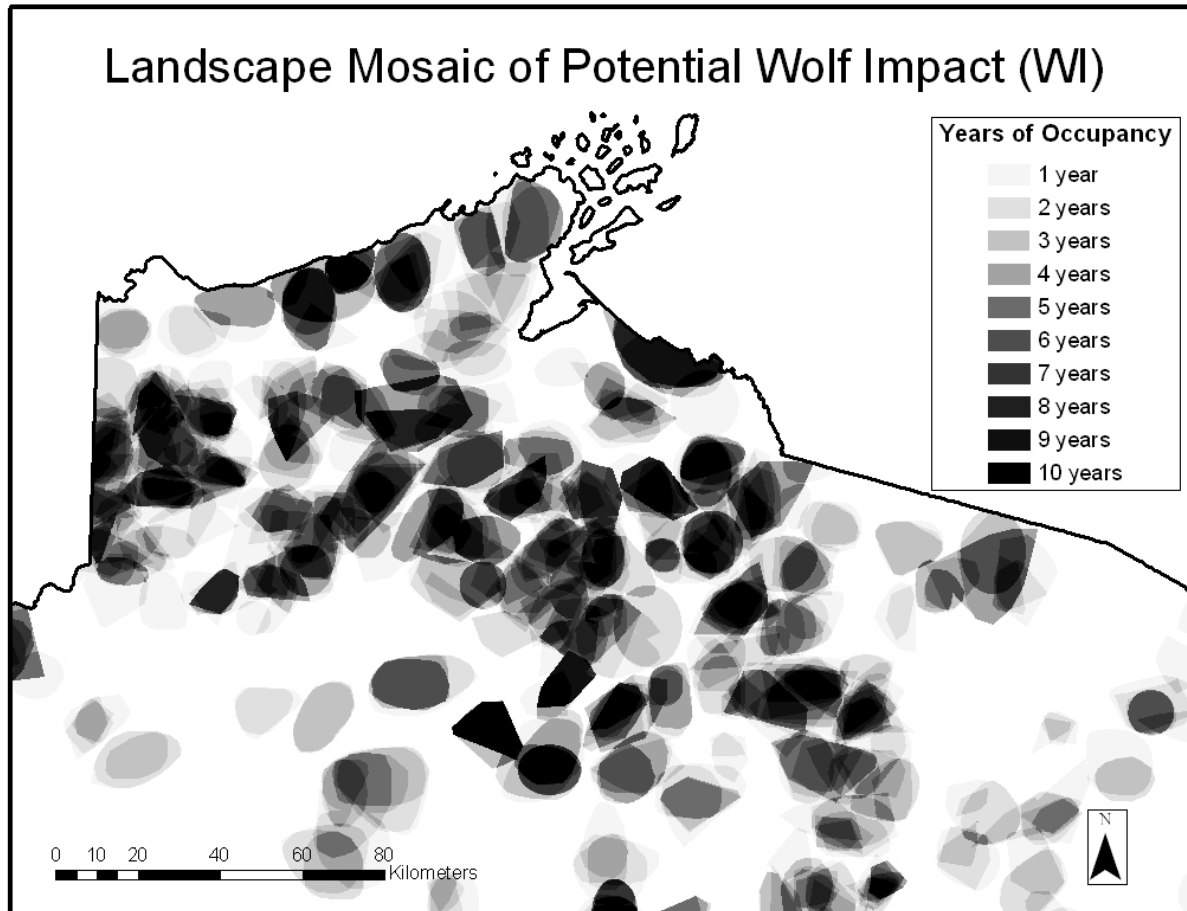 Landscape Mosaic of Potential Wolf Impact (WI)
Years of Occupancy
1 year
2 years
3 years
4 years
5 years
6 years
7 years
8 years
9 years
10 years
0 10 20 40 60 80
Kilometers
N